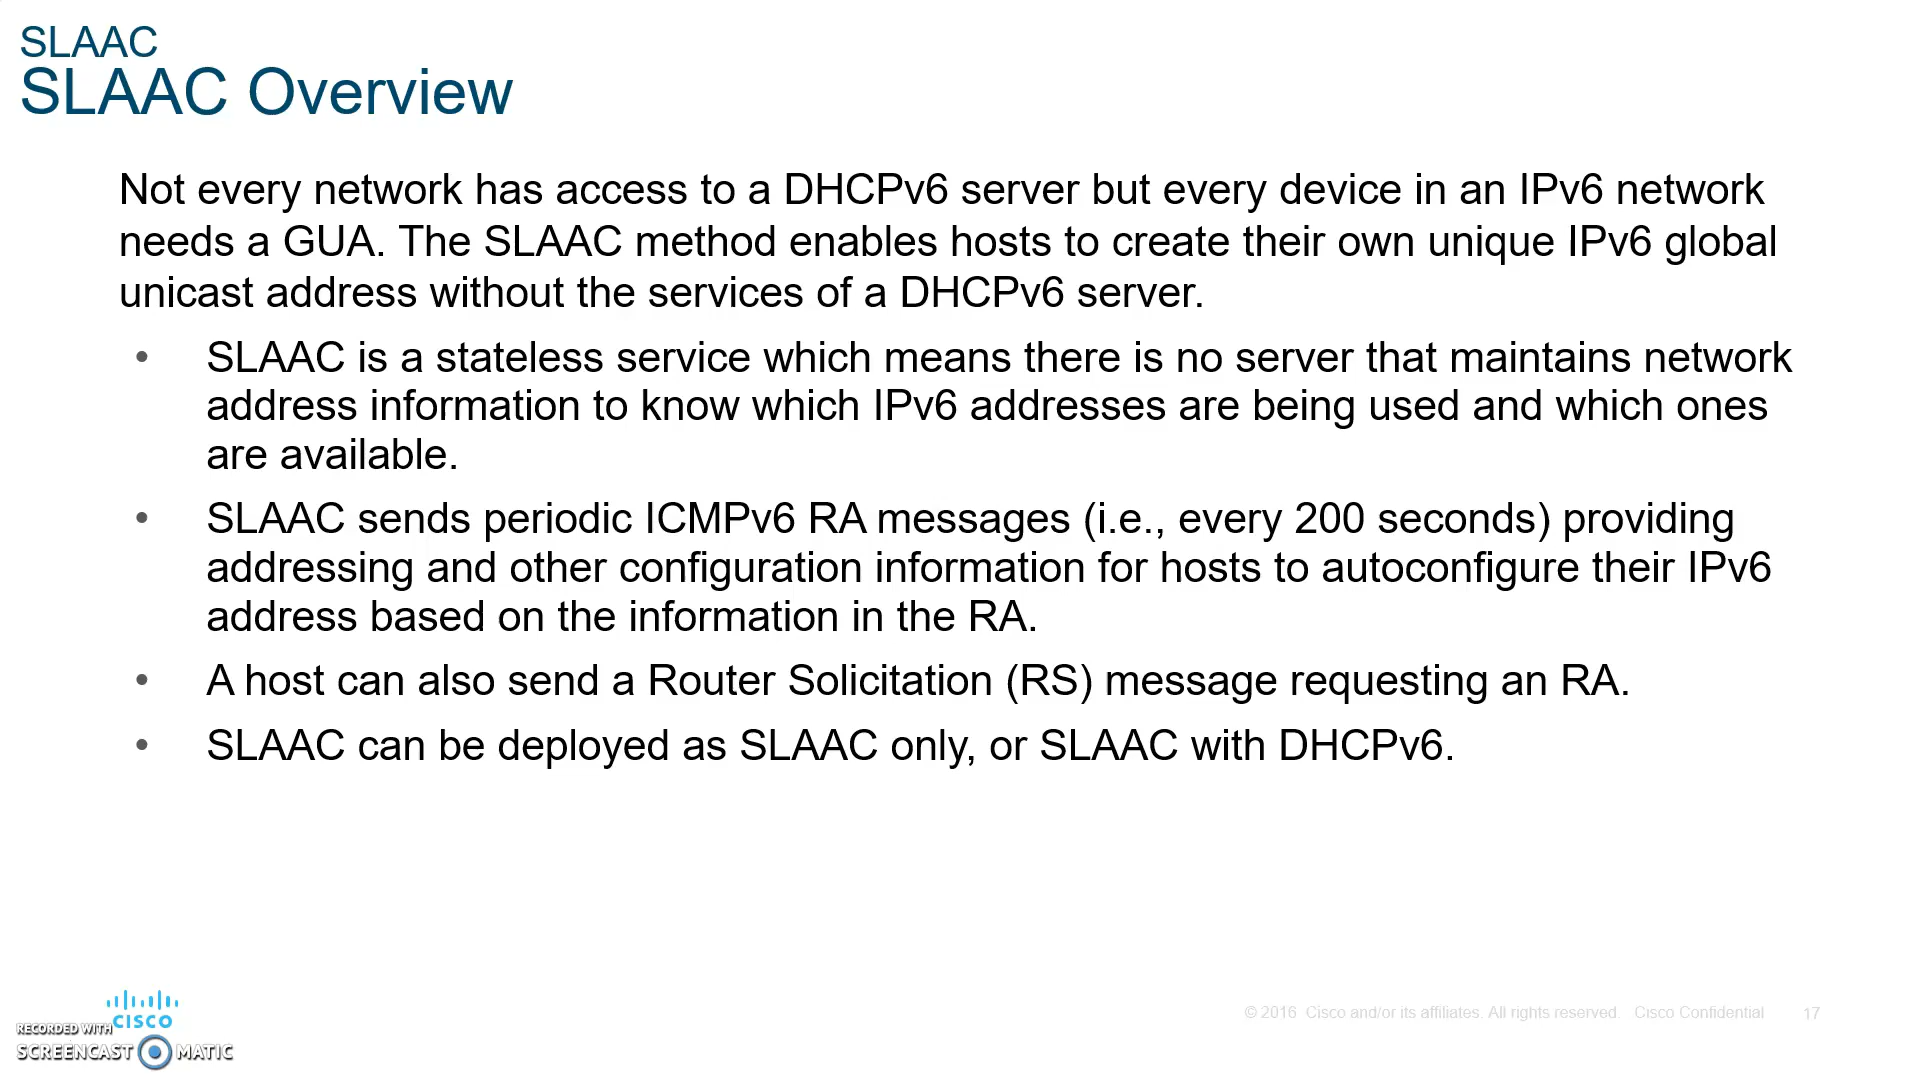 SLAAC
SLAAC Overview
Not every network has access to a DHCPv6 server but every device in an IPv6 network
needs a GUA. The SLAAC method enables hosts to create their own unique IPv6 global
unicast address without the services of a DHCPv6 server.
• SLAAC is a stateless service which means there is no server that maintains network
address information to know which IPv6 addresses are being used and which ones
are available.
• SLAAC sends periodic ICMPv6 RA messages (i.e., every 200 seconds) providing
addressing and other configuration information for hosts to autoconfigure their IPv6
address based on the information in the RA.
• A host can also send a Router Solicitation (RS) message requesting an RA.
• SLAAC can be deployed as SLAAC only, or SLAAC with DHCPv6.
CISCO
© 2016 Cisco and/or its affiliates. All rights reserved. Cisco Confidential 17
RECORDED WITH
SCREENCAST MATIC